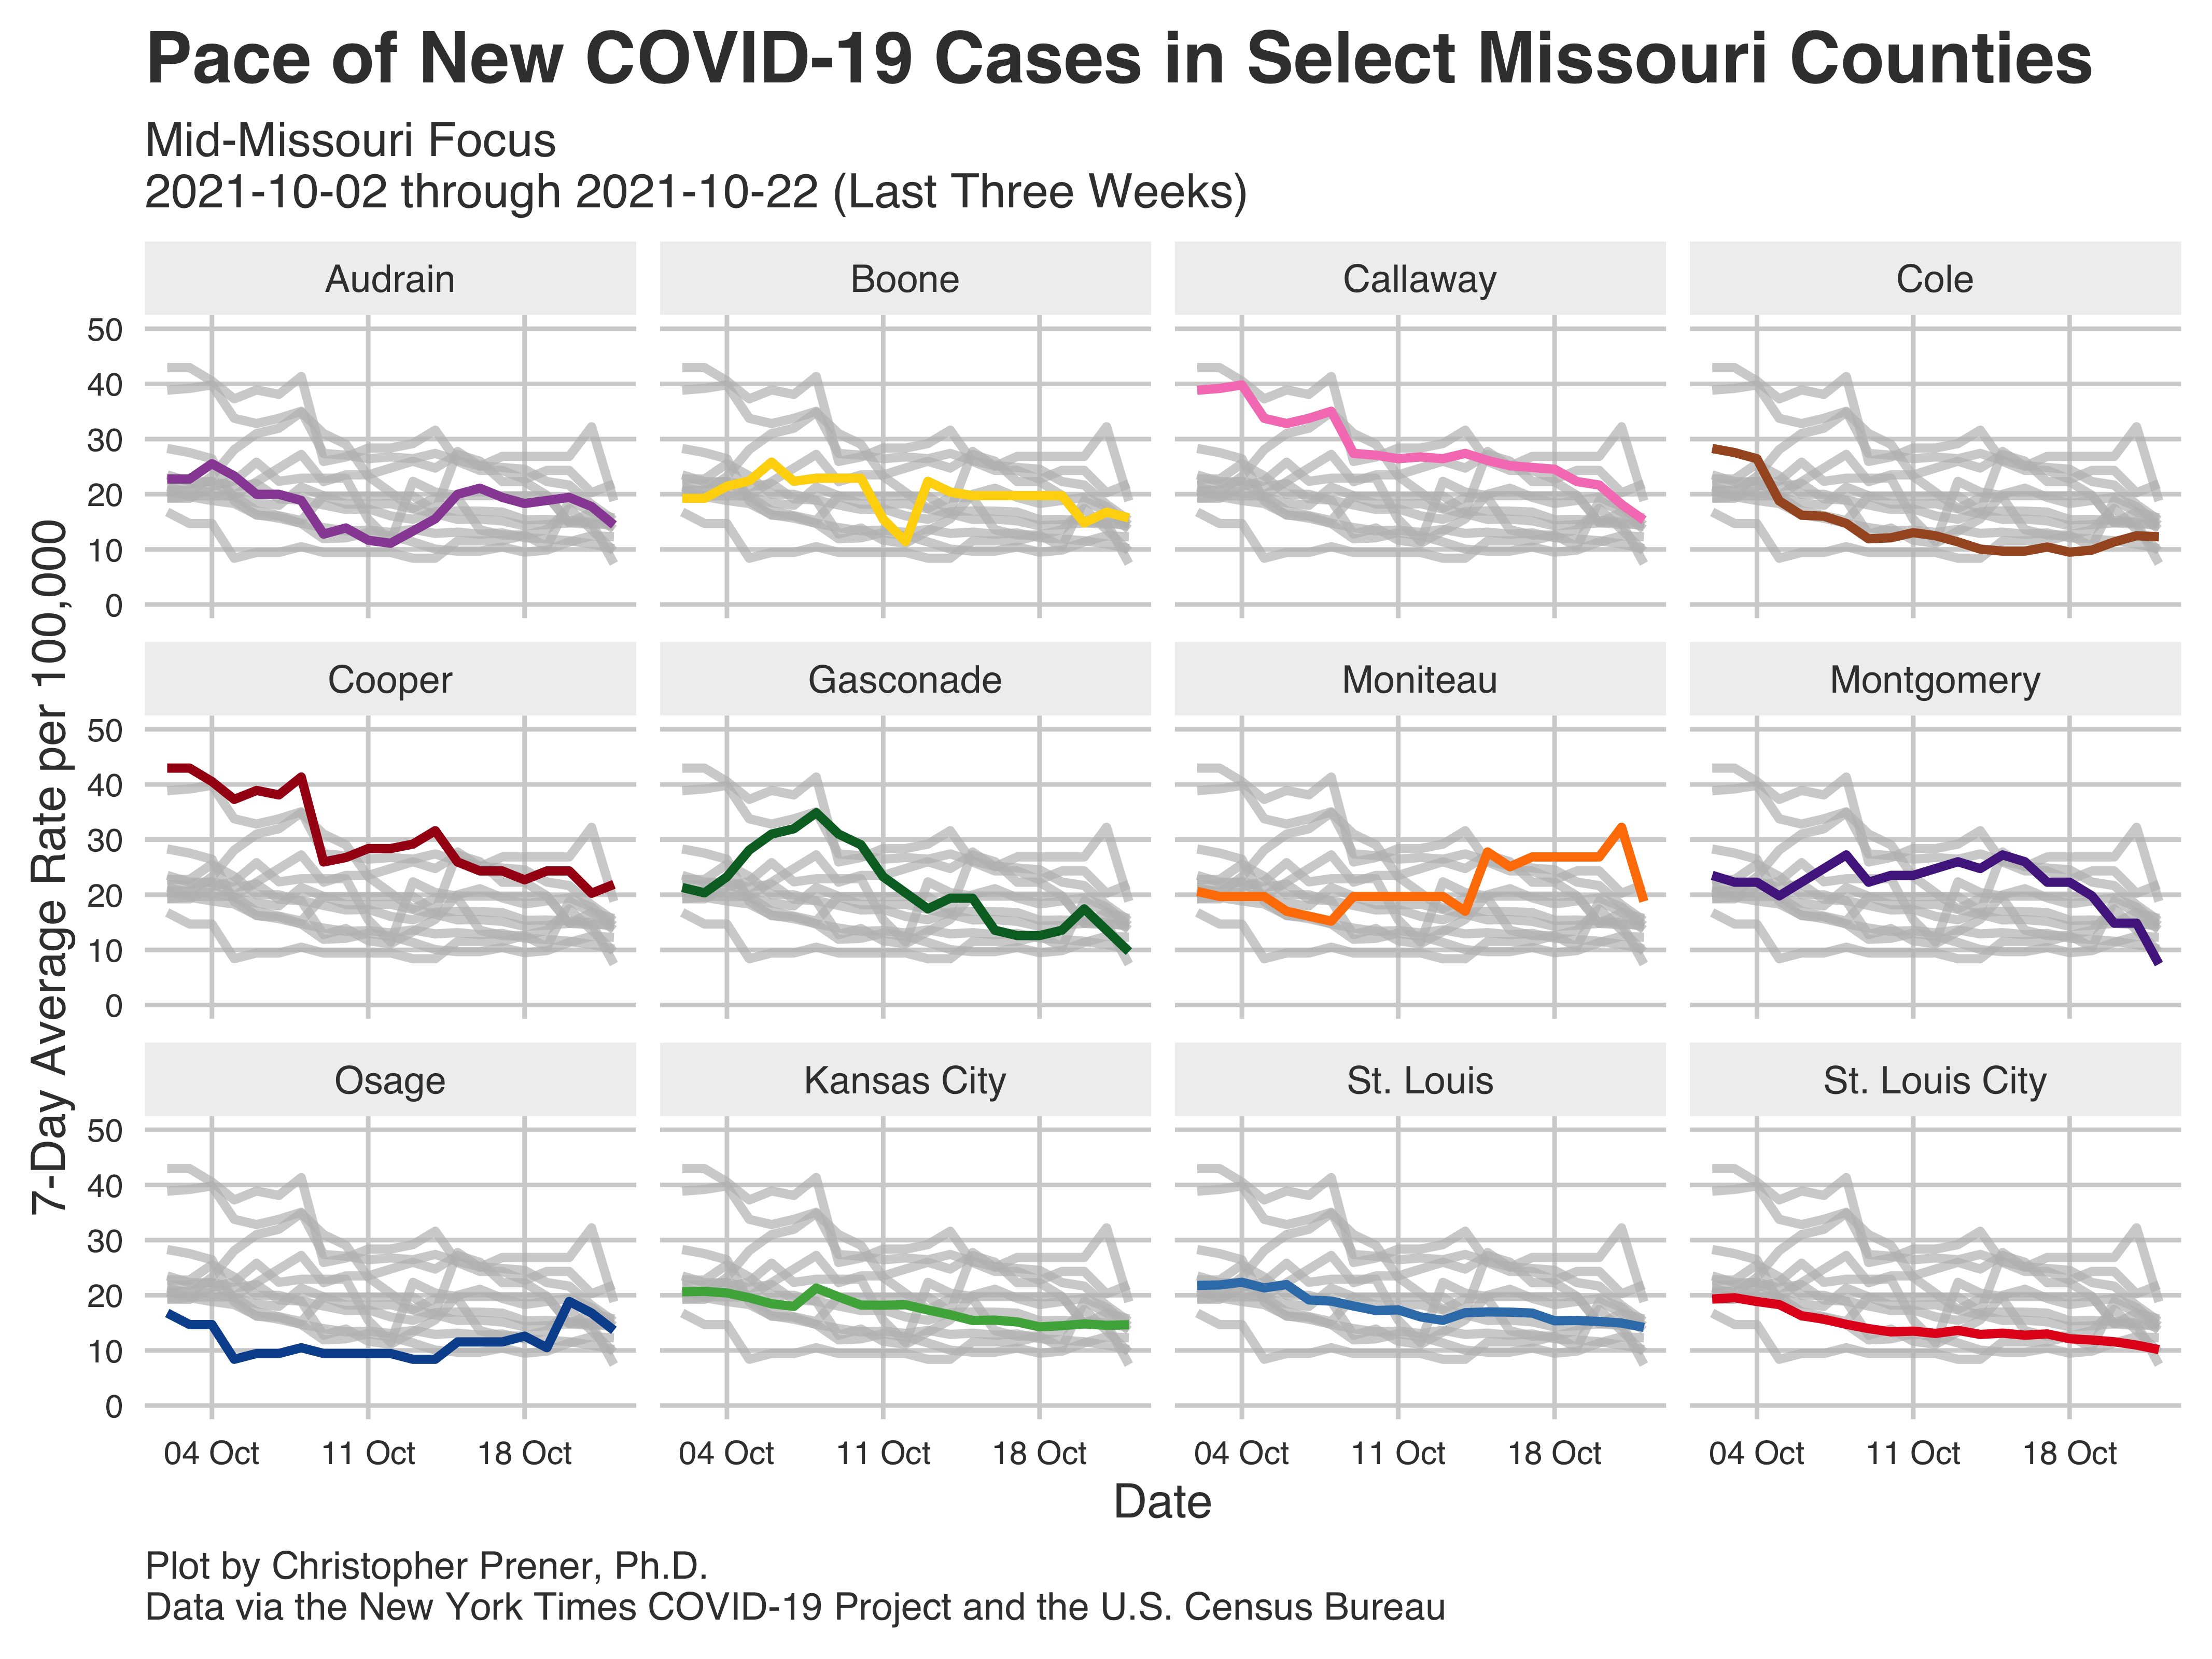 Pace of New COVID-19 Cases in Select Missouri Counties
Mid-Missouri Focus
2021-10-02 through 2021-10-22 (Last Three Weeks)
7-Day Average Rate per 100,000
Audrain
Boone
Callaway
Cole
50
40
30
20
10
0
Cooper
Gasconade
Moniteau
Montgomery
50
40
30
20
10
0
Osage
Kansas City
St. Louis
St. Louis City
50
40
30
20
10
0
04 Oct 11 Oct 18 Oct
04 Oct 11 Oct 18 Oct
04 Oct 11 Oct 18 Oct
04 Oct 11 Oct 18 Oct
Date
Plot by Christopher Prener, Ph.D.
Data via the New York Times COVID-19 Project and the U.S. Census Bureau